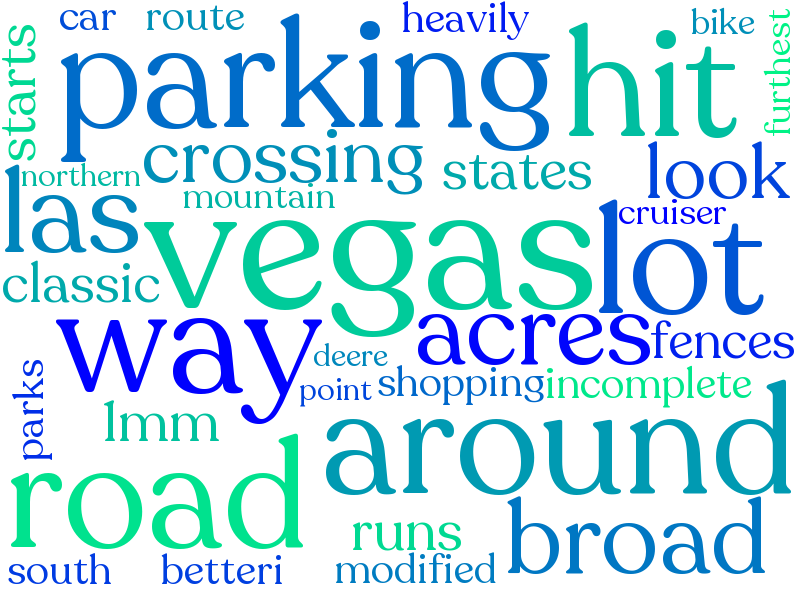 car route heavily bike
starts parking hit furthest
crossing states look
northern
las mountain cruiser
vegas lot
classic
way acres fences
deere
parks point shopping incomplete
1mm around
road runs broad
south betteri modified